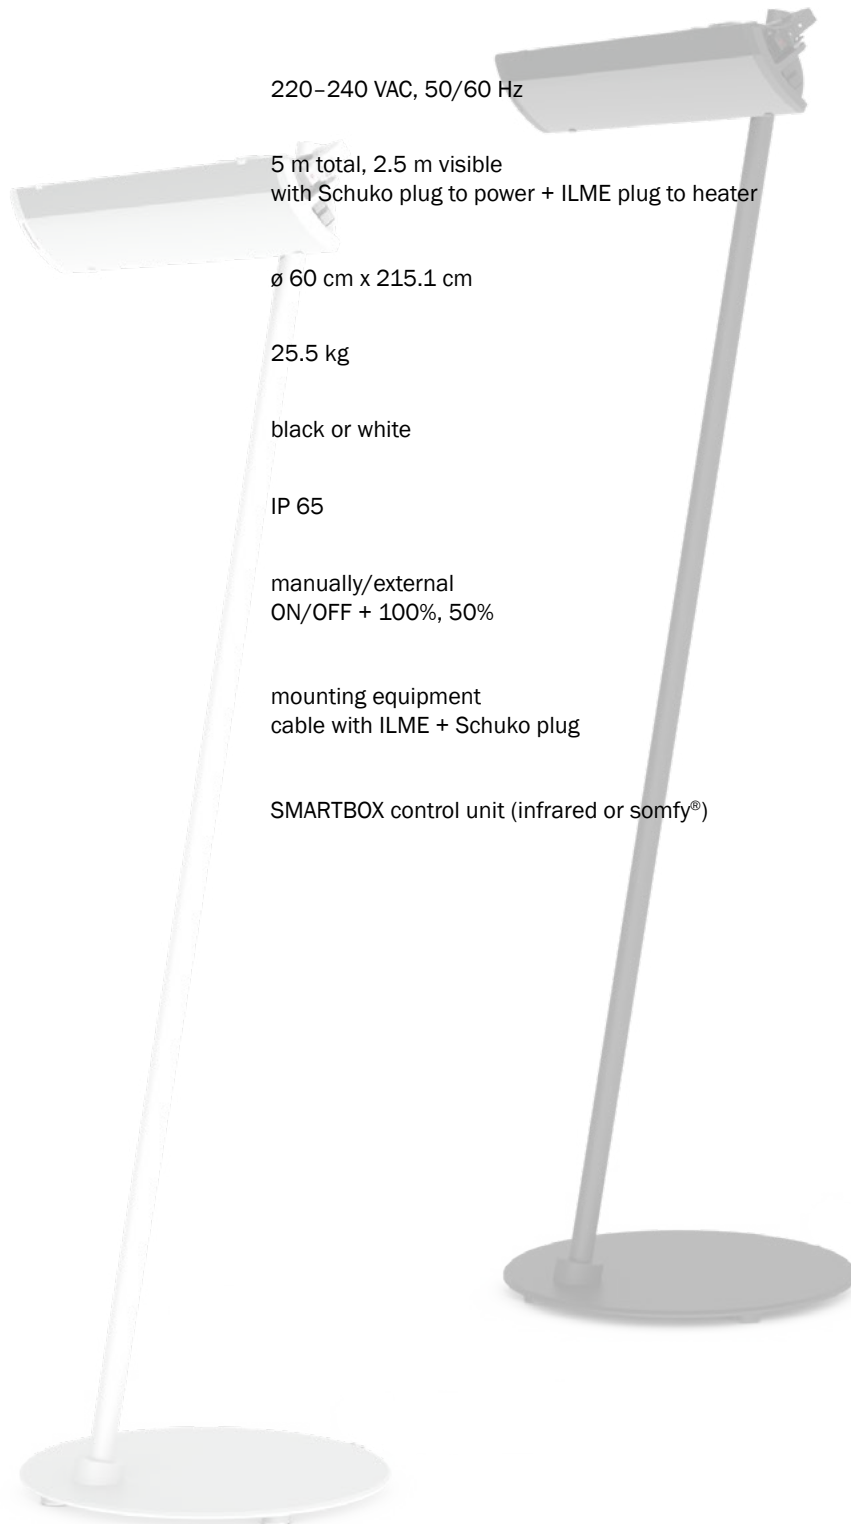 220–240 VAC, 50/60 Hz
5 m total, 2.5 m visible
with Schuko plug to power + ILME plug to heater
ø 60 cm x 215.1 cm
25.5 kg
black or white
IP 65
manually/external
ON/OFF + 100%, 50%
mounting equipment
cable with ILME + Schuko plug
SMARTBOX control unit (infrared or somfy®)